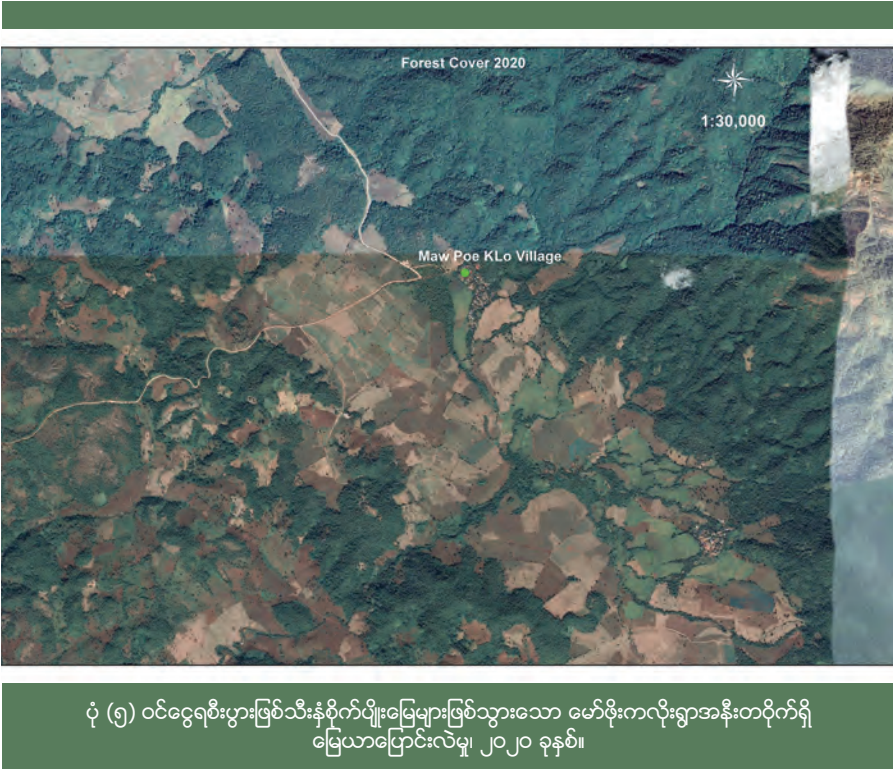 Forest Cover 2020
1:30,000
Maw Poe KLo Village
ပုံ (၅) ဝင်ငွေရစီးပွားဖြစ်သီးနှံစိုက်ပျိုးမြေများဖြစ်သွားသော မော်ဖိုးကလိုးရွာအနီးတဝိုက်ရှိ
မြေယာပြောင်းလဲမှု၊ ၂၀၂၀ ခုနှစ်။